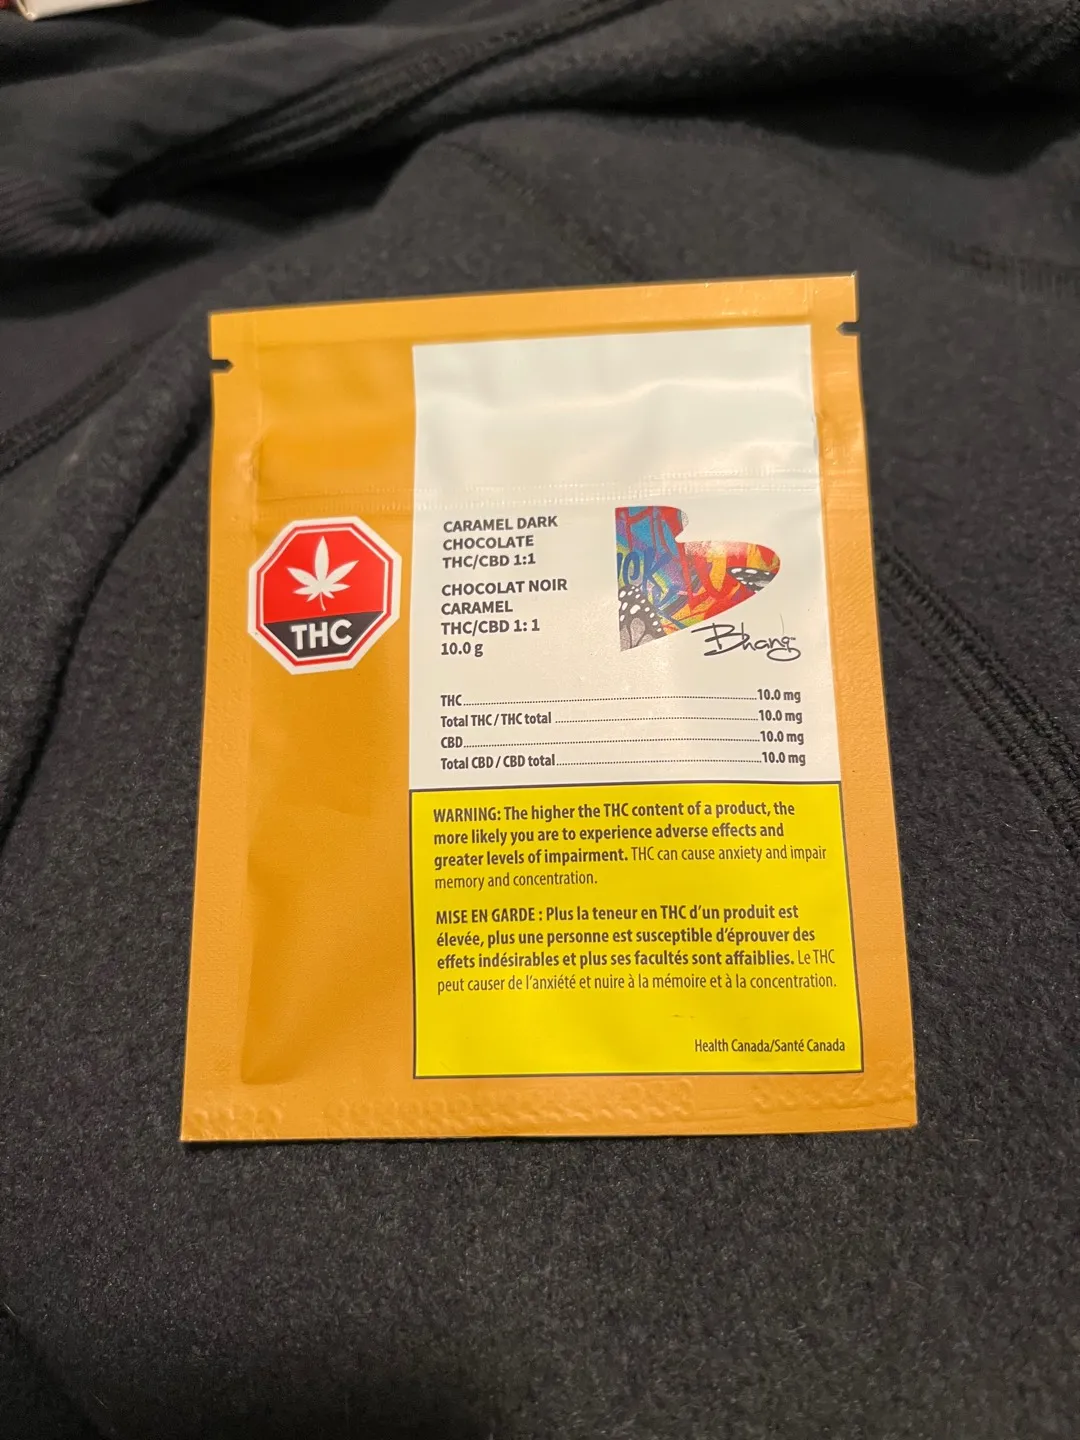 THC
CARAMEL DARK
CHOCOLATE
THC/CBD 1:1
CHOCOLAT NOIR
CARAMEL
THC/CBD 1: 1
10.0 g
Bhang
THC..........10.0 mg
Total THC / THC total..........10.0 mg
CBD..........10.0 mg
Total CBD / CBD total..........10.0 mg
WARNING: The higher the THC content of a product, the
more likely you are to experience adverse effects and
greater levels of impairment. THC can cause anxiety and impair
memory and concentration.
MISE EN GARDE : Plus la teneur en THC d'un produit est
élevée, plus une personne est susceptible d'éprouver des
effets indésirables et plus ses facultés sont affaiblies. Le THC
peut causer de l'anxiété et nuire à la mémoire et à la concentration.
Health Canada/Santé Canada